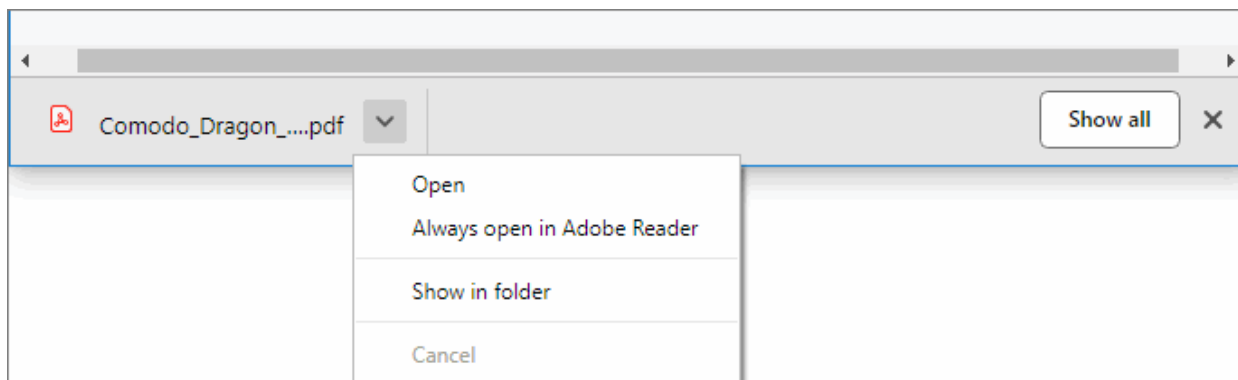 Comodo_Dragon_....pdf
Show all
Open
Always open in Adobe Reader
Show in folder
Cancel